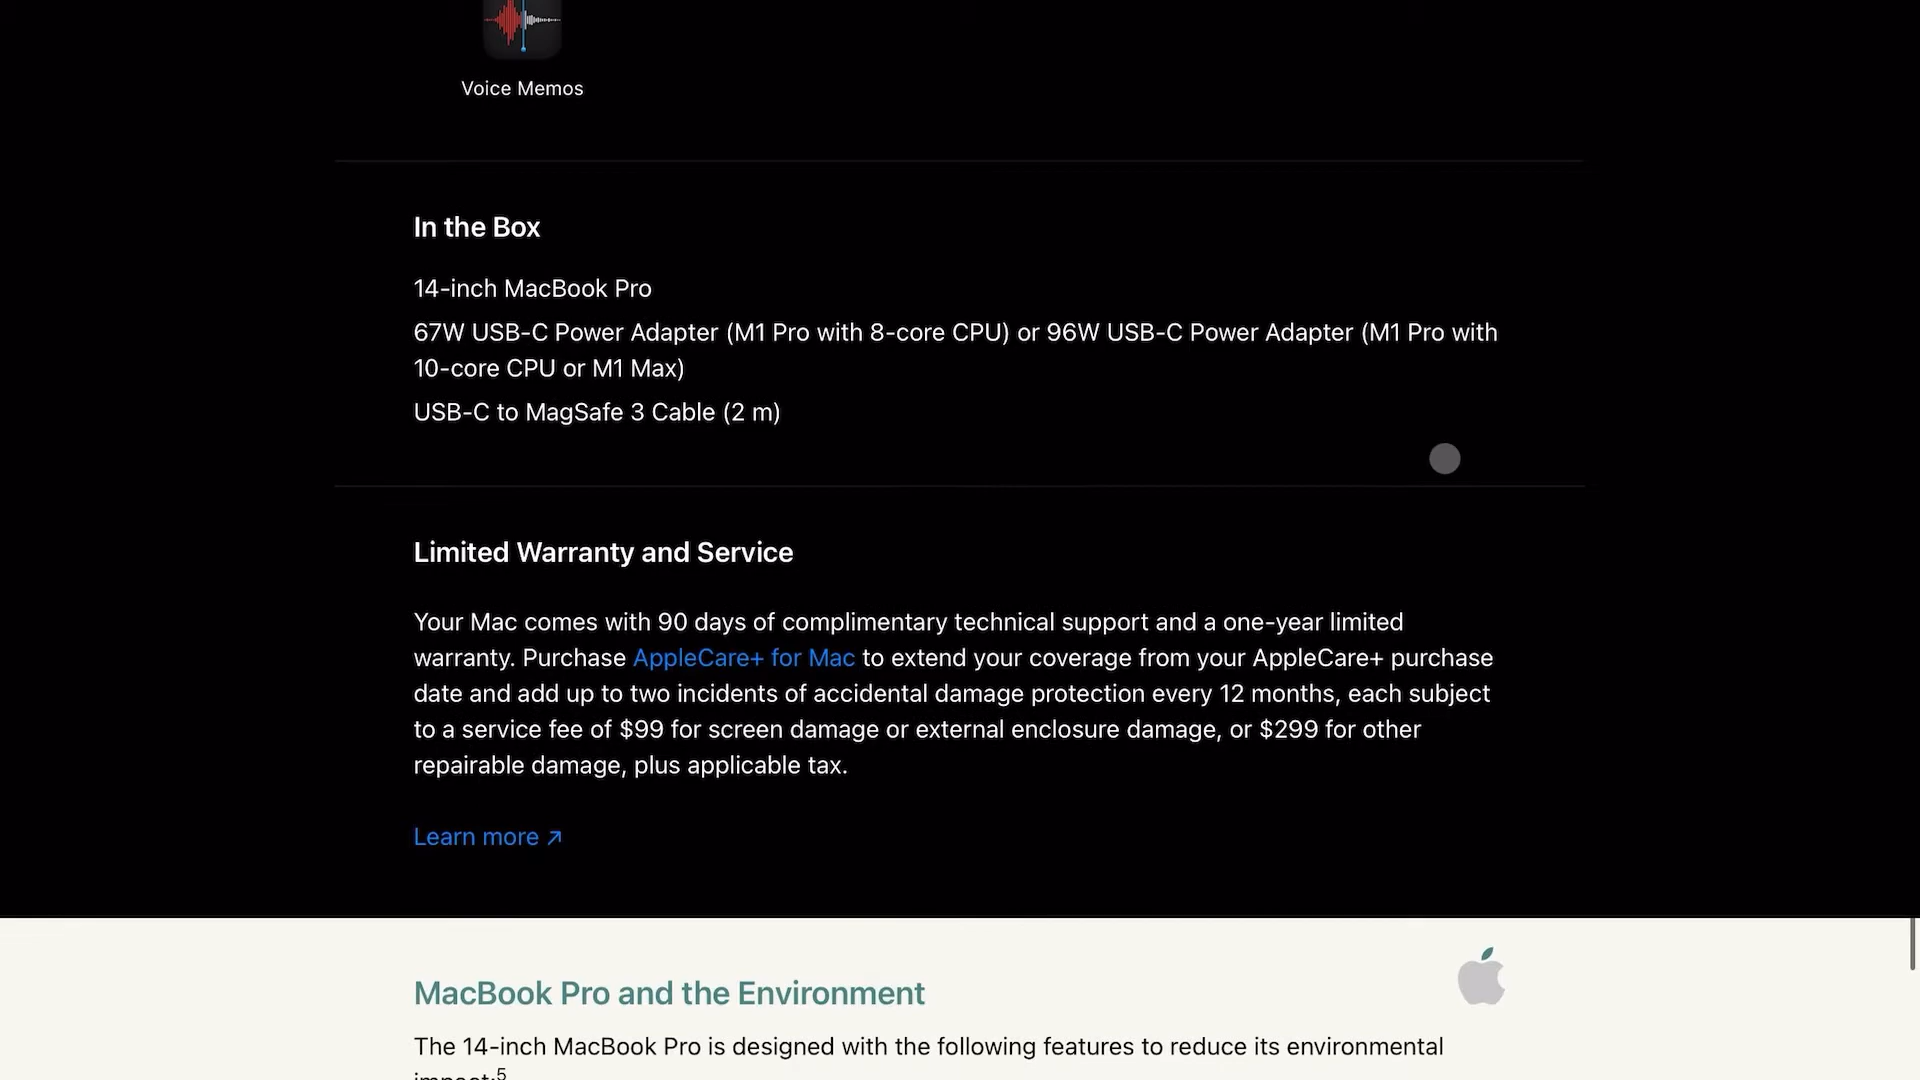 Voice Memos
In the Box
14-inch MacBook Pro
67W USB-C Power Adapter (M1 Pro with 8-core CPU) or 96W USB-C Power Adapter (M1 Pro with
10-core CPU or M1 Max)
USB-C to MagSafe 3 Cable (2 m)
Limited Warranty and Service
Your Mac comes with 90 days of complimentary technical support and a one-year limited
warranty. Purchase AppleCare+ for Mac to extend your coverage from your AppleCare+ purchase
date and add up to two incidents of accidental damage protection every 12 months, each subject
to a service fee of $99 for screen damage or external enclosure damage, or $299 for other
repairable damage, plus applicable tax.
Learn more ↗
MacBook Pro and the Environment
The 14-inch MacBook Pro is designed with the following features to reduce its environmental
impact:⁵